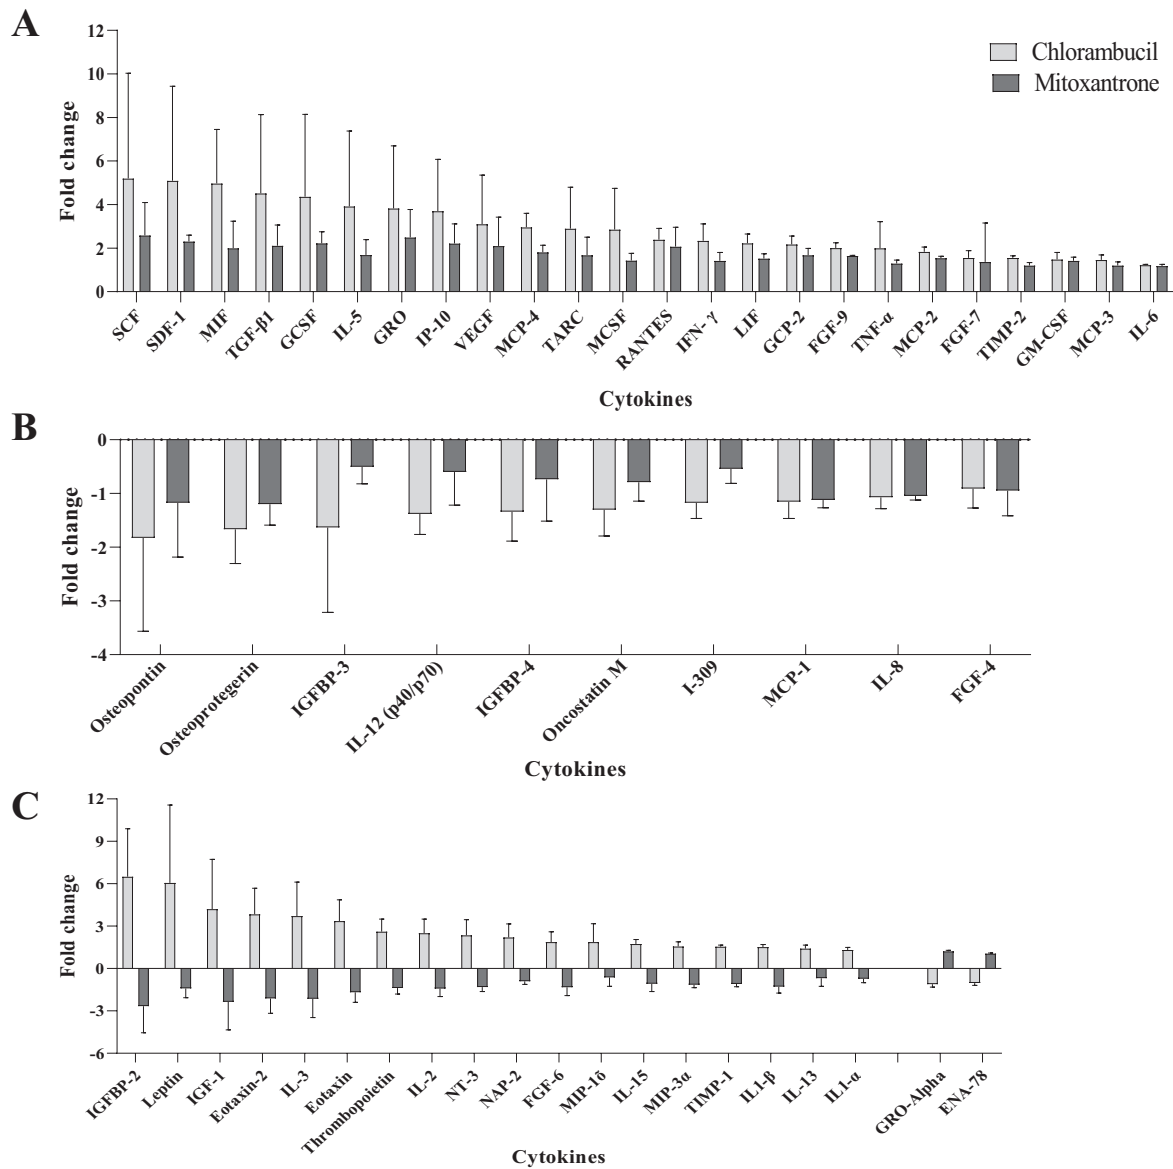 A
12
10
8
6
4
2
0
Fold change
Chlorambucil
Mitoxantrone
SCF
SDF-1
MIF
TGF-β1
GCSF
IL-5
GRO
IP-10
VEGF
MCP-4
TARC
MCSF
RANTES
IFN- γ
LIF
GCP-2
FGF-9
TNF-α
MCP-2
FGF-7
TIMP-2
GM-CSF
MCP-3
IL-6
Cytokines
B
0
-1
-2
-3
-4
Fold change
Osteopontin
Osteoprotegerin
IGFBP-3
IL-12 (p40/p70)
IGFBP-4
Oncostatin M
I-309
MCP-1
IL-8
FGF-4
Cytokines
C
12
9
6
3
0
-3
-6
Fold change
IGFBP-2
Leptin
IGF-1
Eotaxin-2
IL-3
Eotaxin
Thrombopoietin
IL-2
NT-3
NAP-2
FGF-6
MIP-1δ
IL-15
MIP-3α
TIMP-1
IL1-β
IL-13
IL1-α
GRO-Alpha
ENA-78
Cytokines